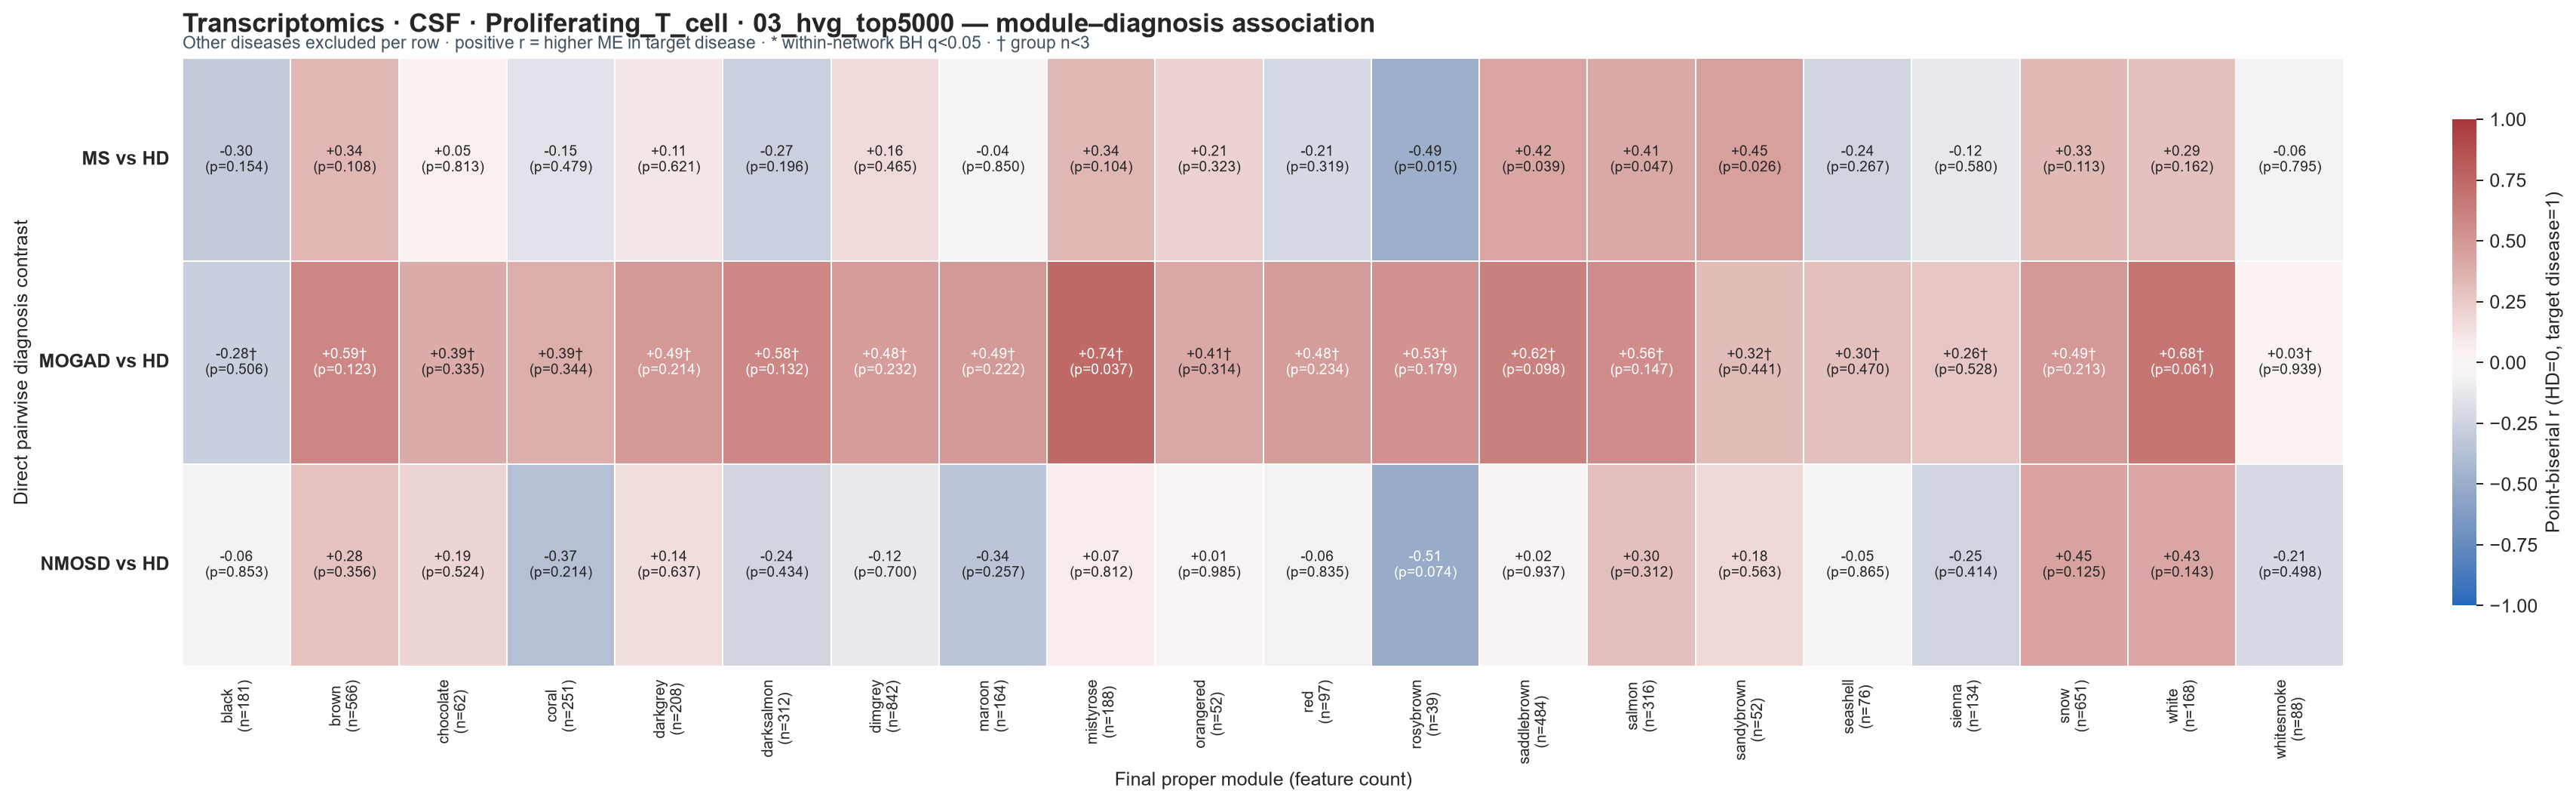 Transcriptomics · CSF · Proliferating_T_cell · 03_hvg_top5000 — module–diagnosis association
Other diseases excluded per row · positive r = higher ME in target disease · * within-network BH q<0.05 · † group n<3
Direct pairwise diagnosis contrast
MS vs HD
-0.30 +0.34 +0.05 -0.15 +0.11 -0.27 +0.16 -0.04 +0.34 +0.21 -0.21 -0.49 +0.42 +0.41 +0.45 -0.24 -0.12 +0.33 +0.29 -0.06
(p=0.154) (p=0.108) (p=0.813) (p=0.479) (p=0.621) (p=0.196) (p=0.465) (p=0.850) (p=0.104) (p=0.323) (p=0.319) (p=0.015) (p=0.039) (p=0.047) (p=0.026) (p=0.267) (p=0.580) (p=0.113) (p=0.162) (p=0.795)
MOGAD vs HD
-0.28† +0.59† +0.39† +0.39† +0.49† +0.58† +0.48† +0.49† +0.74† +0.41† +0.48† +0.53† +0.62† +0.56† +0.32† +0.30† +0.26† +0.49† +0.68† +0.03†
(p=0.506) (p=0.123) (p=0.335) (p=0.344) (p=0.214) (p=0.132) (p=0.232) (p=0.222) (p=0.037) (p=0.314) (p=0.234) (p=0.179) (p=0.098) (p=0.147) (p=0.441) (p=0.470) (p=0.528) (p=0.213) (p=0.061) (p=0.939)
NMOSD vs HD
-0.06 +0.28 +0.19 -0.37 +0.14 -0.24 -0.12 -0.34 +0.07 +0.01 -0.06 -0.51 +0.02 +0.30 +0.18 -0.05 -0.25 +0.45 +0.43 -0.21
(p=0.853) (p=0.356) (p=0.524) (p=0.214) (p=0.637) (p=0.434) (p=0.700) (p=0.257) (p=0.812) (p=0.985) (p=0.835) (p=0.074) (p=0.937) (p=0.312) (p=0.563) (p=0.865) (p=0.414) (p=0.125) (p=0.143) (p=0.498)
black
(n=181)
brown
(n=566)
chocolate
(n=62)
coral
(n=251)
darkgrey
(n=208)
darksalmon
(n=312)
dimgrey
(n=842)
maroon
(n=164)
mistyrose
(n=188)
orangered
(n=52)
red
(n=97)
rosybrown
(n=39)
saddlebrown
(n=484)
salmon
(n=316)
sandybrown
(n=52)
seashell
(n=76)
sienna
(n=134)
snow
(n=651)
white
(n=168)
whitesmoke
(n=88)
Final proper module (feature count)
1.00
0.75
0.50
0.25
0.00
−0.25
−0.50
−0.75
−1.00
Point-biserial r (HD=0, target disease=1)